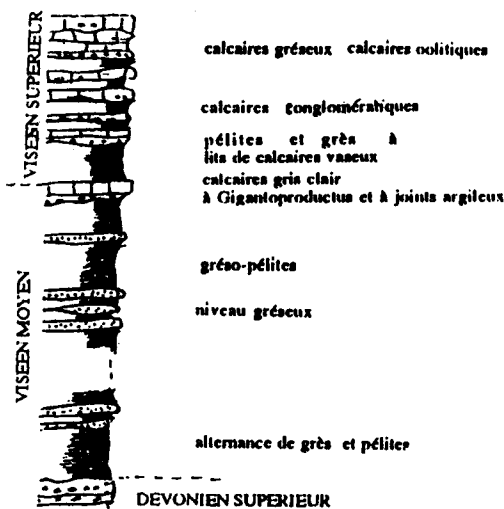 VISEEN SUPERIEUR
calcaires gréseux calcaires oolitiques
calcaires conglomératiques
pélites et grès à
lits de calcaires vaseux
calcaires gris clair
à Gigantoproductus et à joints argileux
VISEEN MOYEN
gréso-pélites
niveau gréseux
alternance de grès et pélites
DEVONIEN SUPERIEUR